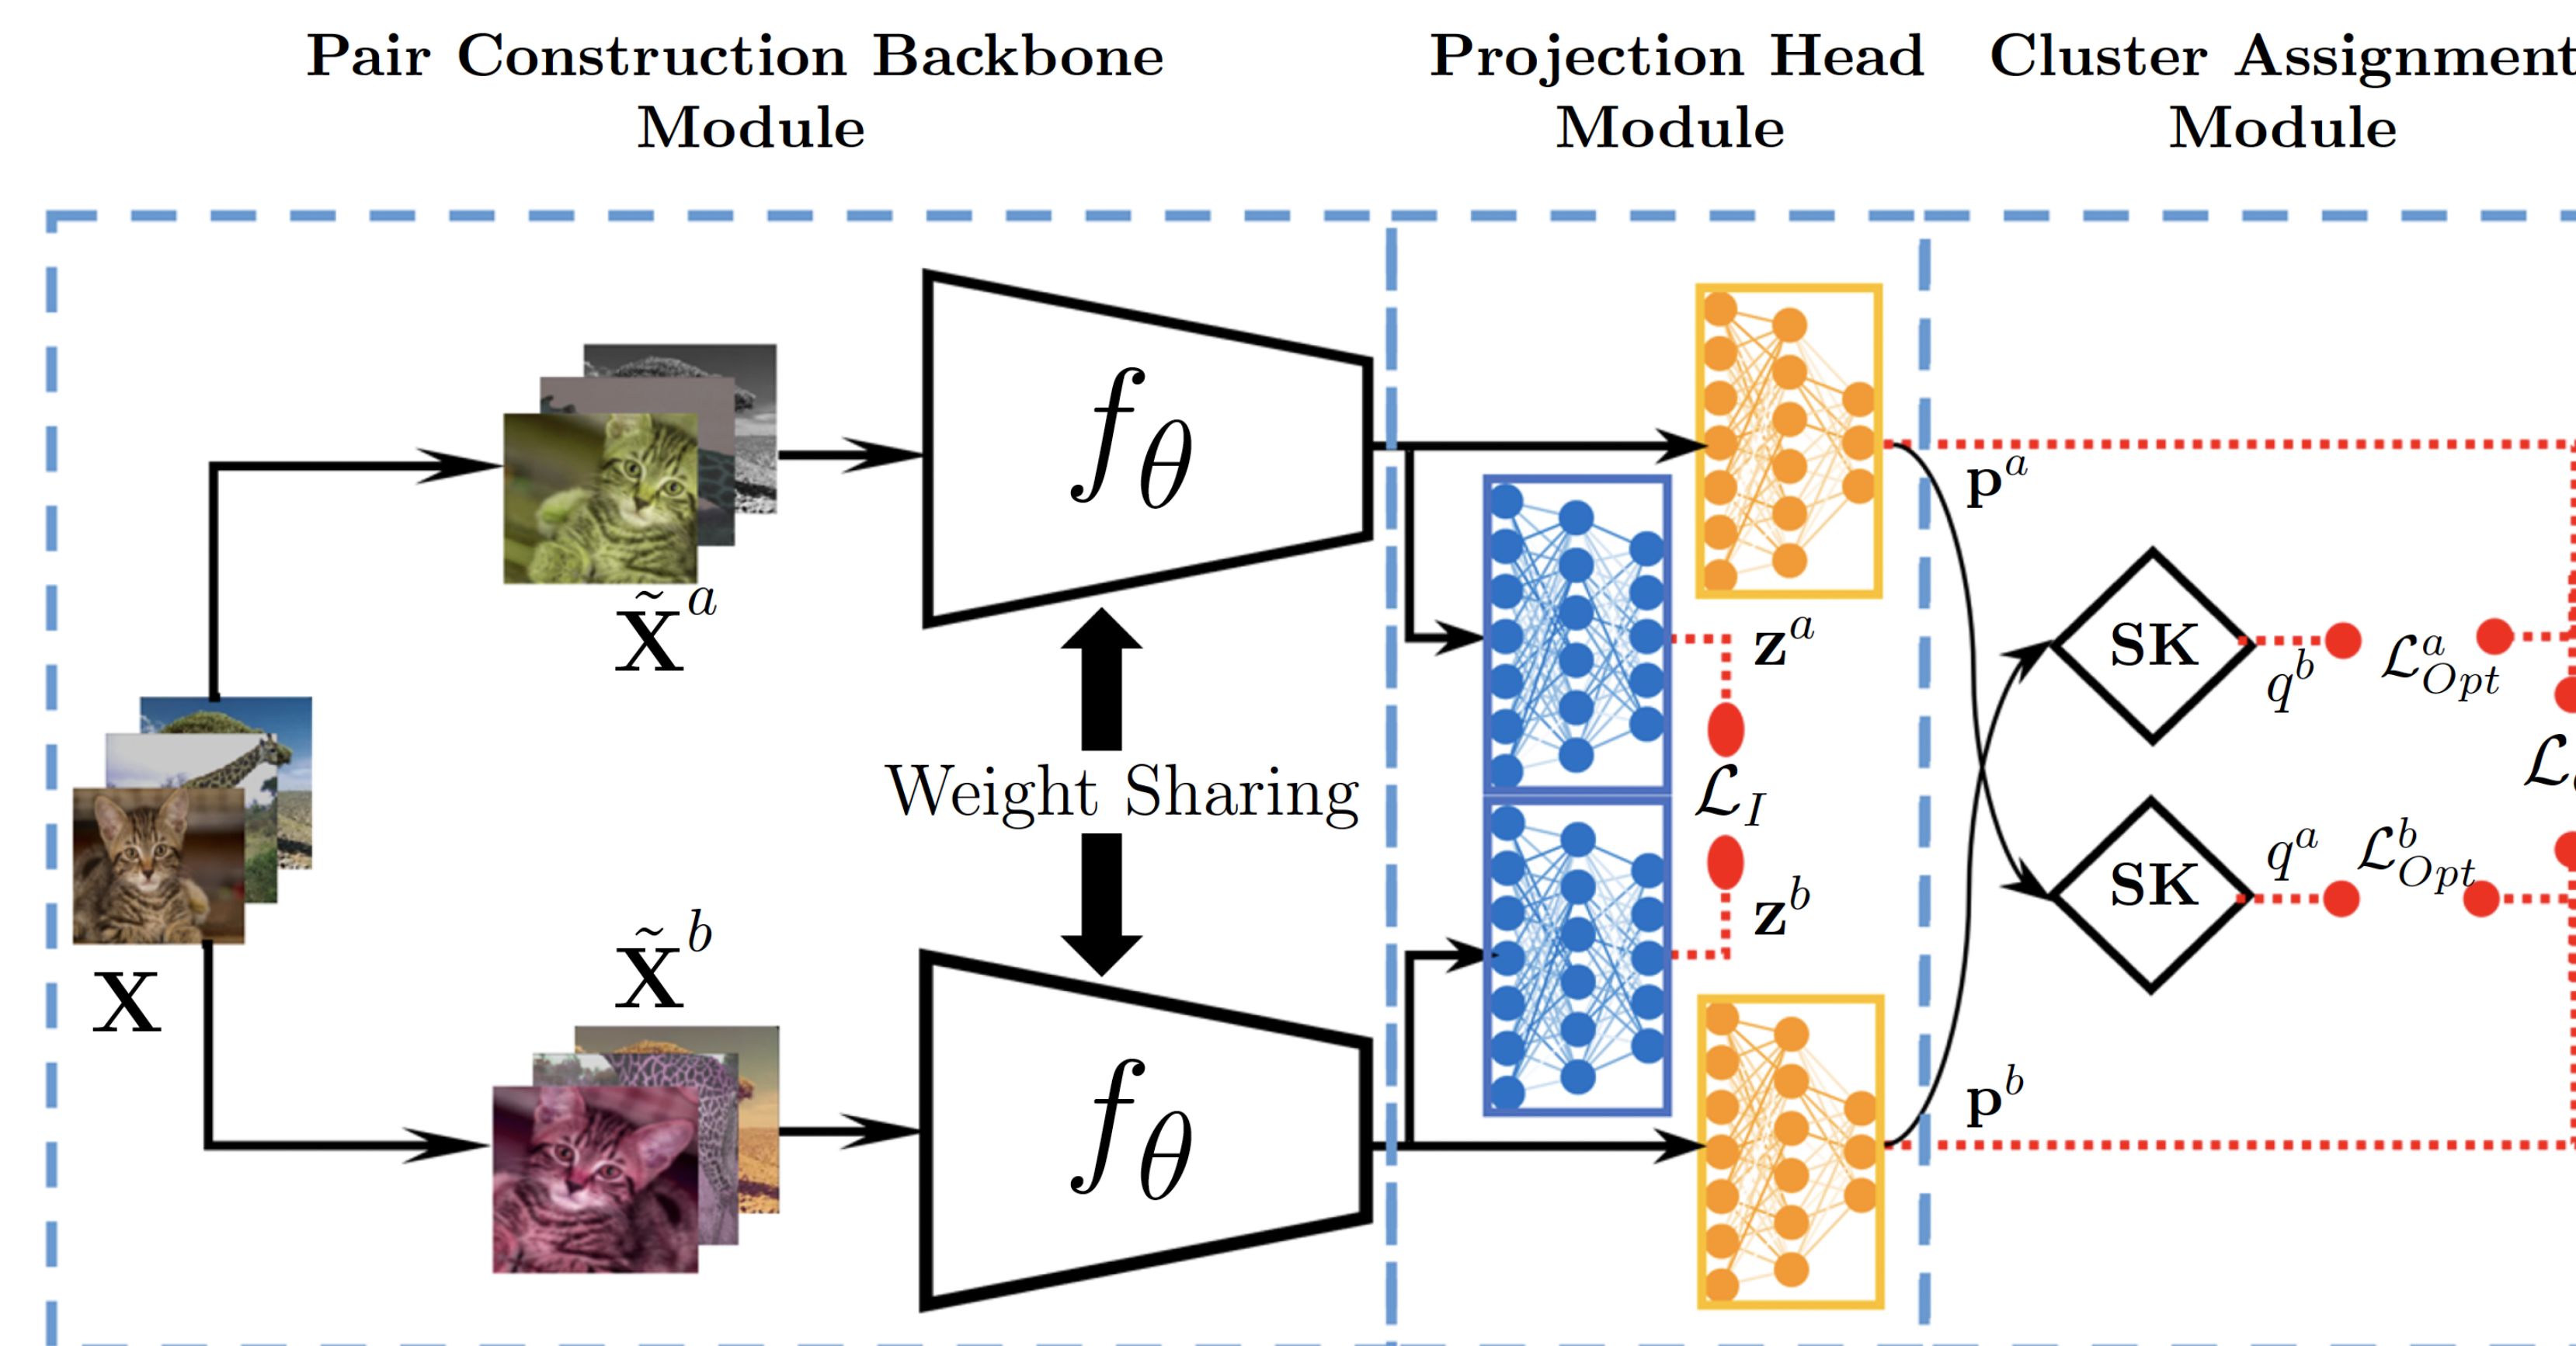 Pair Construction Backbone
Module
Projection Head
Module
Cluster Assignment
Module
f_θ
X̃^a
p^a
z^a
SK
q^b
L^a_Opt
Weight Sharing
L_I
L
X
X̃^b
z^b
SK
q^a
L^b_Opt
f_θ
p^b